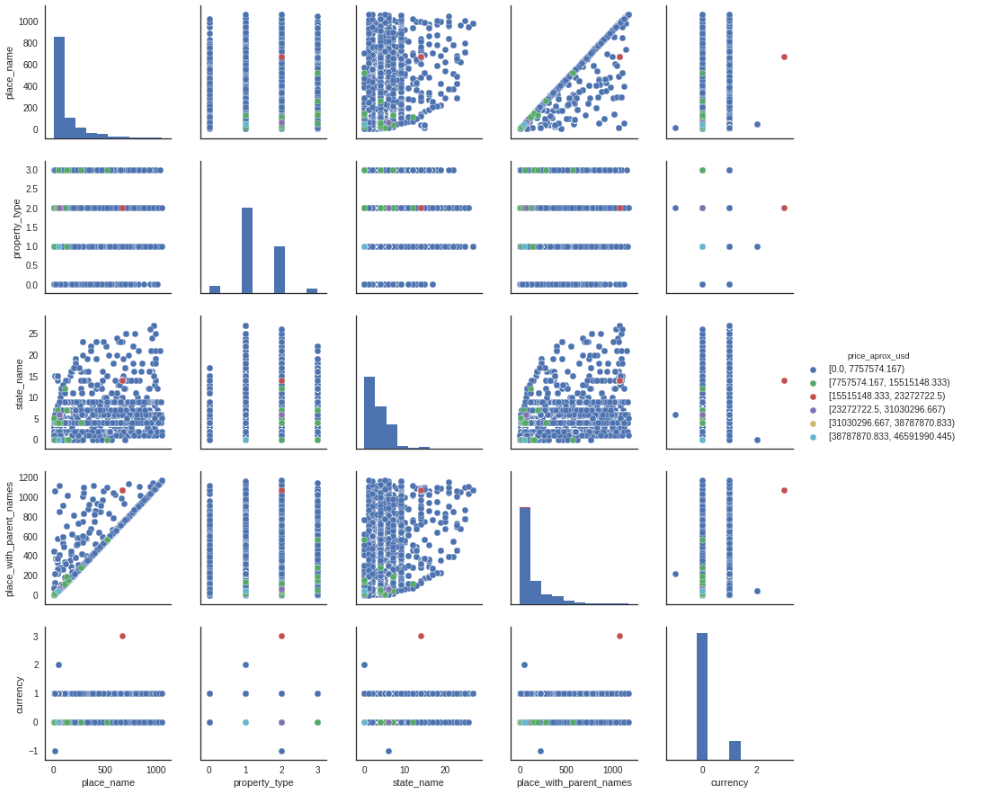 place_name
1000
800
600
400
200
0
property_type
3.0
2.5
2.0
1.5
1.0
0.5
0.0
state_name
25
20
15
10
5
0
price_aprox_usd
[0.0, 7757574.167)
[7757574.167, 15515148.333)
[15515148.333, 23272722.5)
[23272722.5, 31030296.667)
[31030296.667, 38787870.833)
[38787870.833, 46591990.445)
place_with_parent_names
1200
1000
800
600
400
200
0
currency
3
2
1
0
−1
0 500 1000
place_name
0 1 2 3
property_type
0 10 20
state_name
0 500 1000
place_with_parent_names
0 2
currency